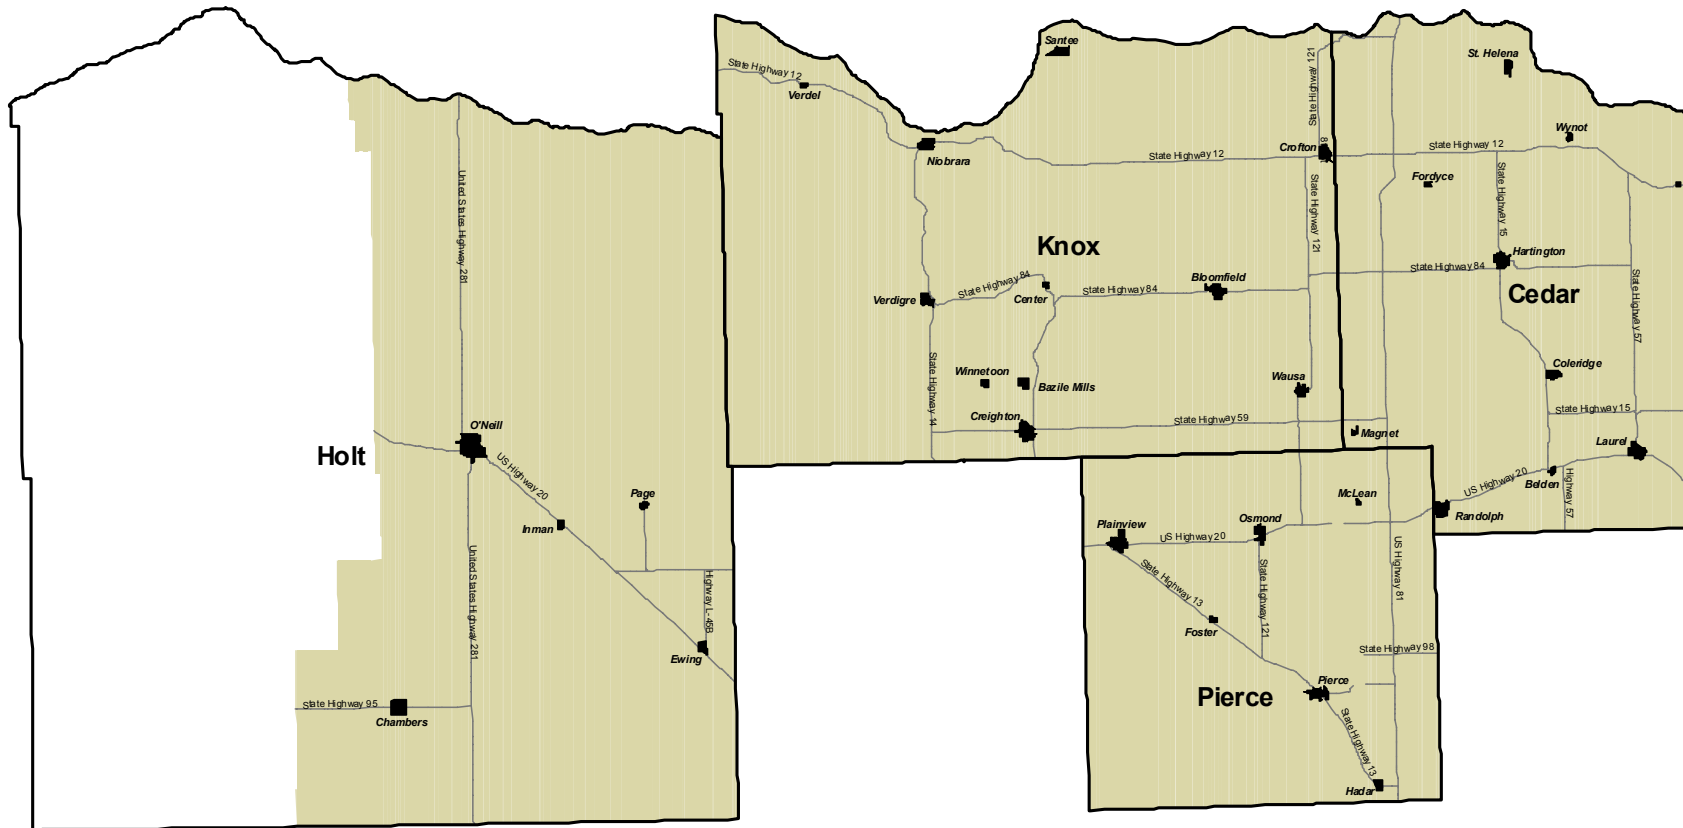 Santee
St. Helena
State Highway 12
Verdel
State Highway 121
Wynot
Niobrara
State Highway 12
Crofton
8
State Highway 12
Fordyce
United States Highway 281
State Highway 121
State Highway 15
Knox
Hartington
State Highway 84
Bloomfield
State Highway 84
Verdigre
Center
State Highway 84
Cedar
State Highway 57
State Highway 14
Winnetoon
Bazile Mills
Wausa
Coleridge
Creighton
State Highway 59
State Highway 15
Magnet
Laurel
O'Neill
Holt
US Highway 20
Page
Inman
McLean
US Highway 20
Belden
Highway 57
Randolph
Plainview
Osmond
US Highway 20
State Highway 13
State Highway 121
US Highway 81
United States Highway 281
Highway L-45B
Foster
Ewing
State Highway 98
Pierce
Pierce
State Highway 95
Chambers
State Highway 13
Hadar